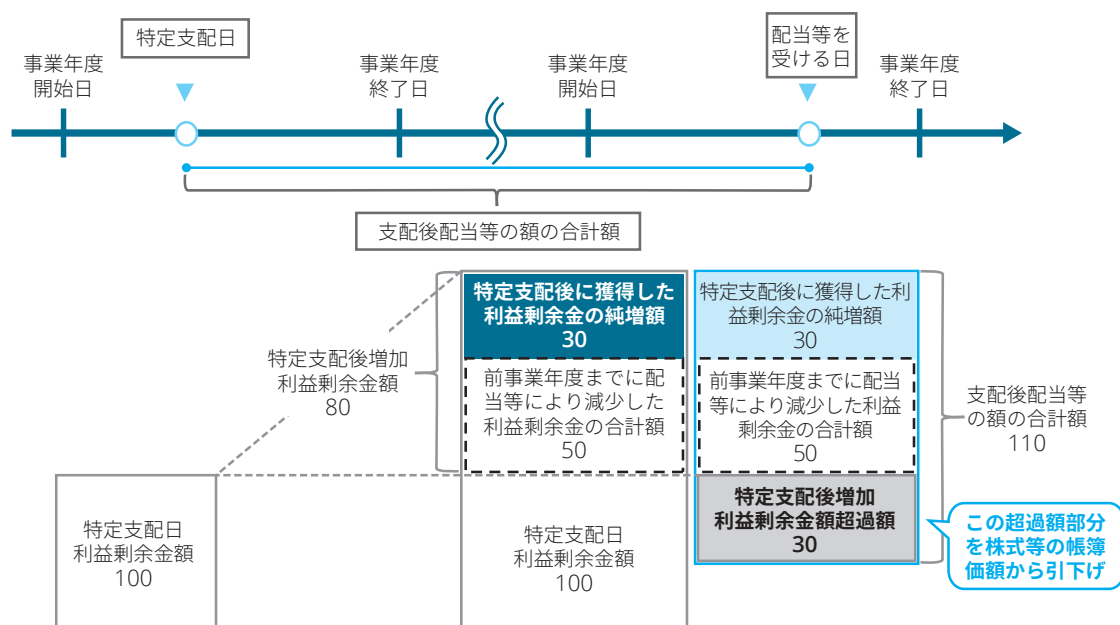 特定支配日
配当等を
受ける日
事業年度
開始日
事業年度
終了日
事業年度
開始日
事業年度
終了日
支配後配当等の額の合計額
特定支配後増加
利益剰余金額
80
特定支配後に獲得した
利益剰余金の純増額
30
前事業年度までに配
当等により減少した
利益剰余金の合計額
50
特定支配後に獲得した利
益剰余金の純増額
30
前事業年度までに配当
等により減少した利益
剰余金の合計額
50
支配後配当等
の額の合計額
110
特定支配日
利益剰余金額
100
特定支配日
利益剰余金額
100
特定支配後増加
利益剰余金額超過額
30
この超過額部分
を株式等の帳簿
価額から引下げ